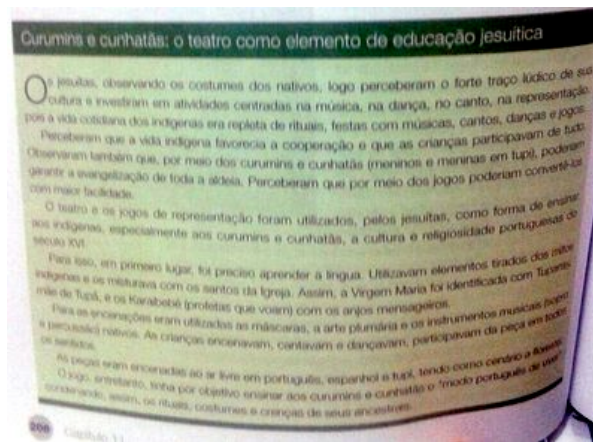 Curumins e cunhatãs: o teatro como elemento de educação jesuítica
Os jesuítas, observando os costumes dos nativos, logo perceberam o forte traço lúdico de sua
cultura e investiram em atividades centradas na música, na dança, no canto, na representação,
pois a vida cotidiana dos indígenas era repleta de rituais, festas com músicas, cantos, danças e jogos.
Perceberam que a vida indígena favorecia a cooperação e que as crianças participavam de tudo.
Observaram também que, por meio dos curumins e cunhatãs (meninos e meninas em tupi), poderiam
garantir a evangelização de toda a aldeia. Perceberam que por meio dos jogos poderiam convertê-los
com maior facilidade.
O teatro e os jogos de representação foram utilizados, pelos jesuítas, como forma de ensinar
aos indígenas, especialmente aos curumins e cunhatãs, a cultura e religiosidade portuguesas do
século XVI.
Para isso, em primeiro lugar, foi preciso aprender a língua. Utilizavam elementos tirados dos mitos
indígenas e os misturava com os santos da Igreja. Assim, a Virgem Maria foi identificada com
mãe de Tupã, e os Karabebé (profetas que voam) com os anjos mensageiros.
Para as encenações eram utilizadas as máscaras, a arte plumária e os instrumentos musicais (sopro
e percussão) nativos. As crianças encenavam, cantavam e dançavam, participavam da peça em todos
os sentidos.
As peças eram encenadas ao ar livre em português, espanhol e tupi, tendo como cenário a floresta.
O jogo, entretanto, tinha por objetivo ensinar aos curumins e cunhatãs o "modo português de viver",
condenando, assim, os rituais, costumes e crenças de seus ancestrais.
Capítulo 11